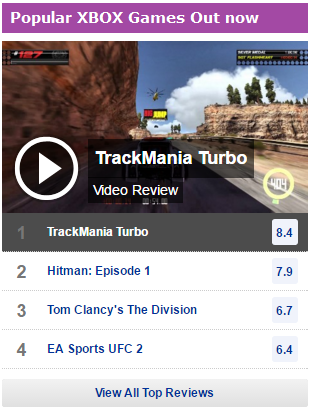 Popular XBOX Games Out now
127
TrackMania Turbo
Video Review
404
1 TrackMania Turbo 8.4
2 Hitman: Episode 1 7.9
3 Tom Clancy's The Division 6.7
4 EA Sports UFC 2 6.4
View All Top Reviews